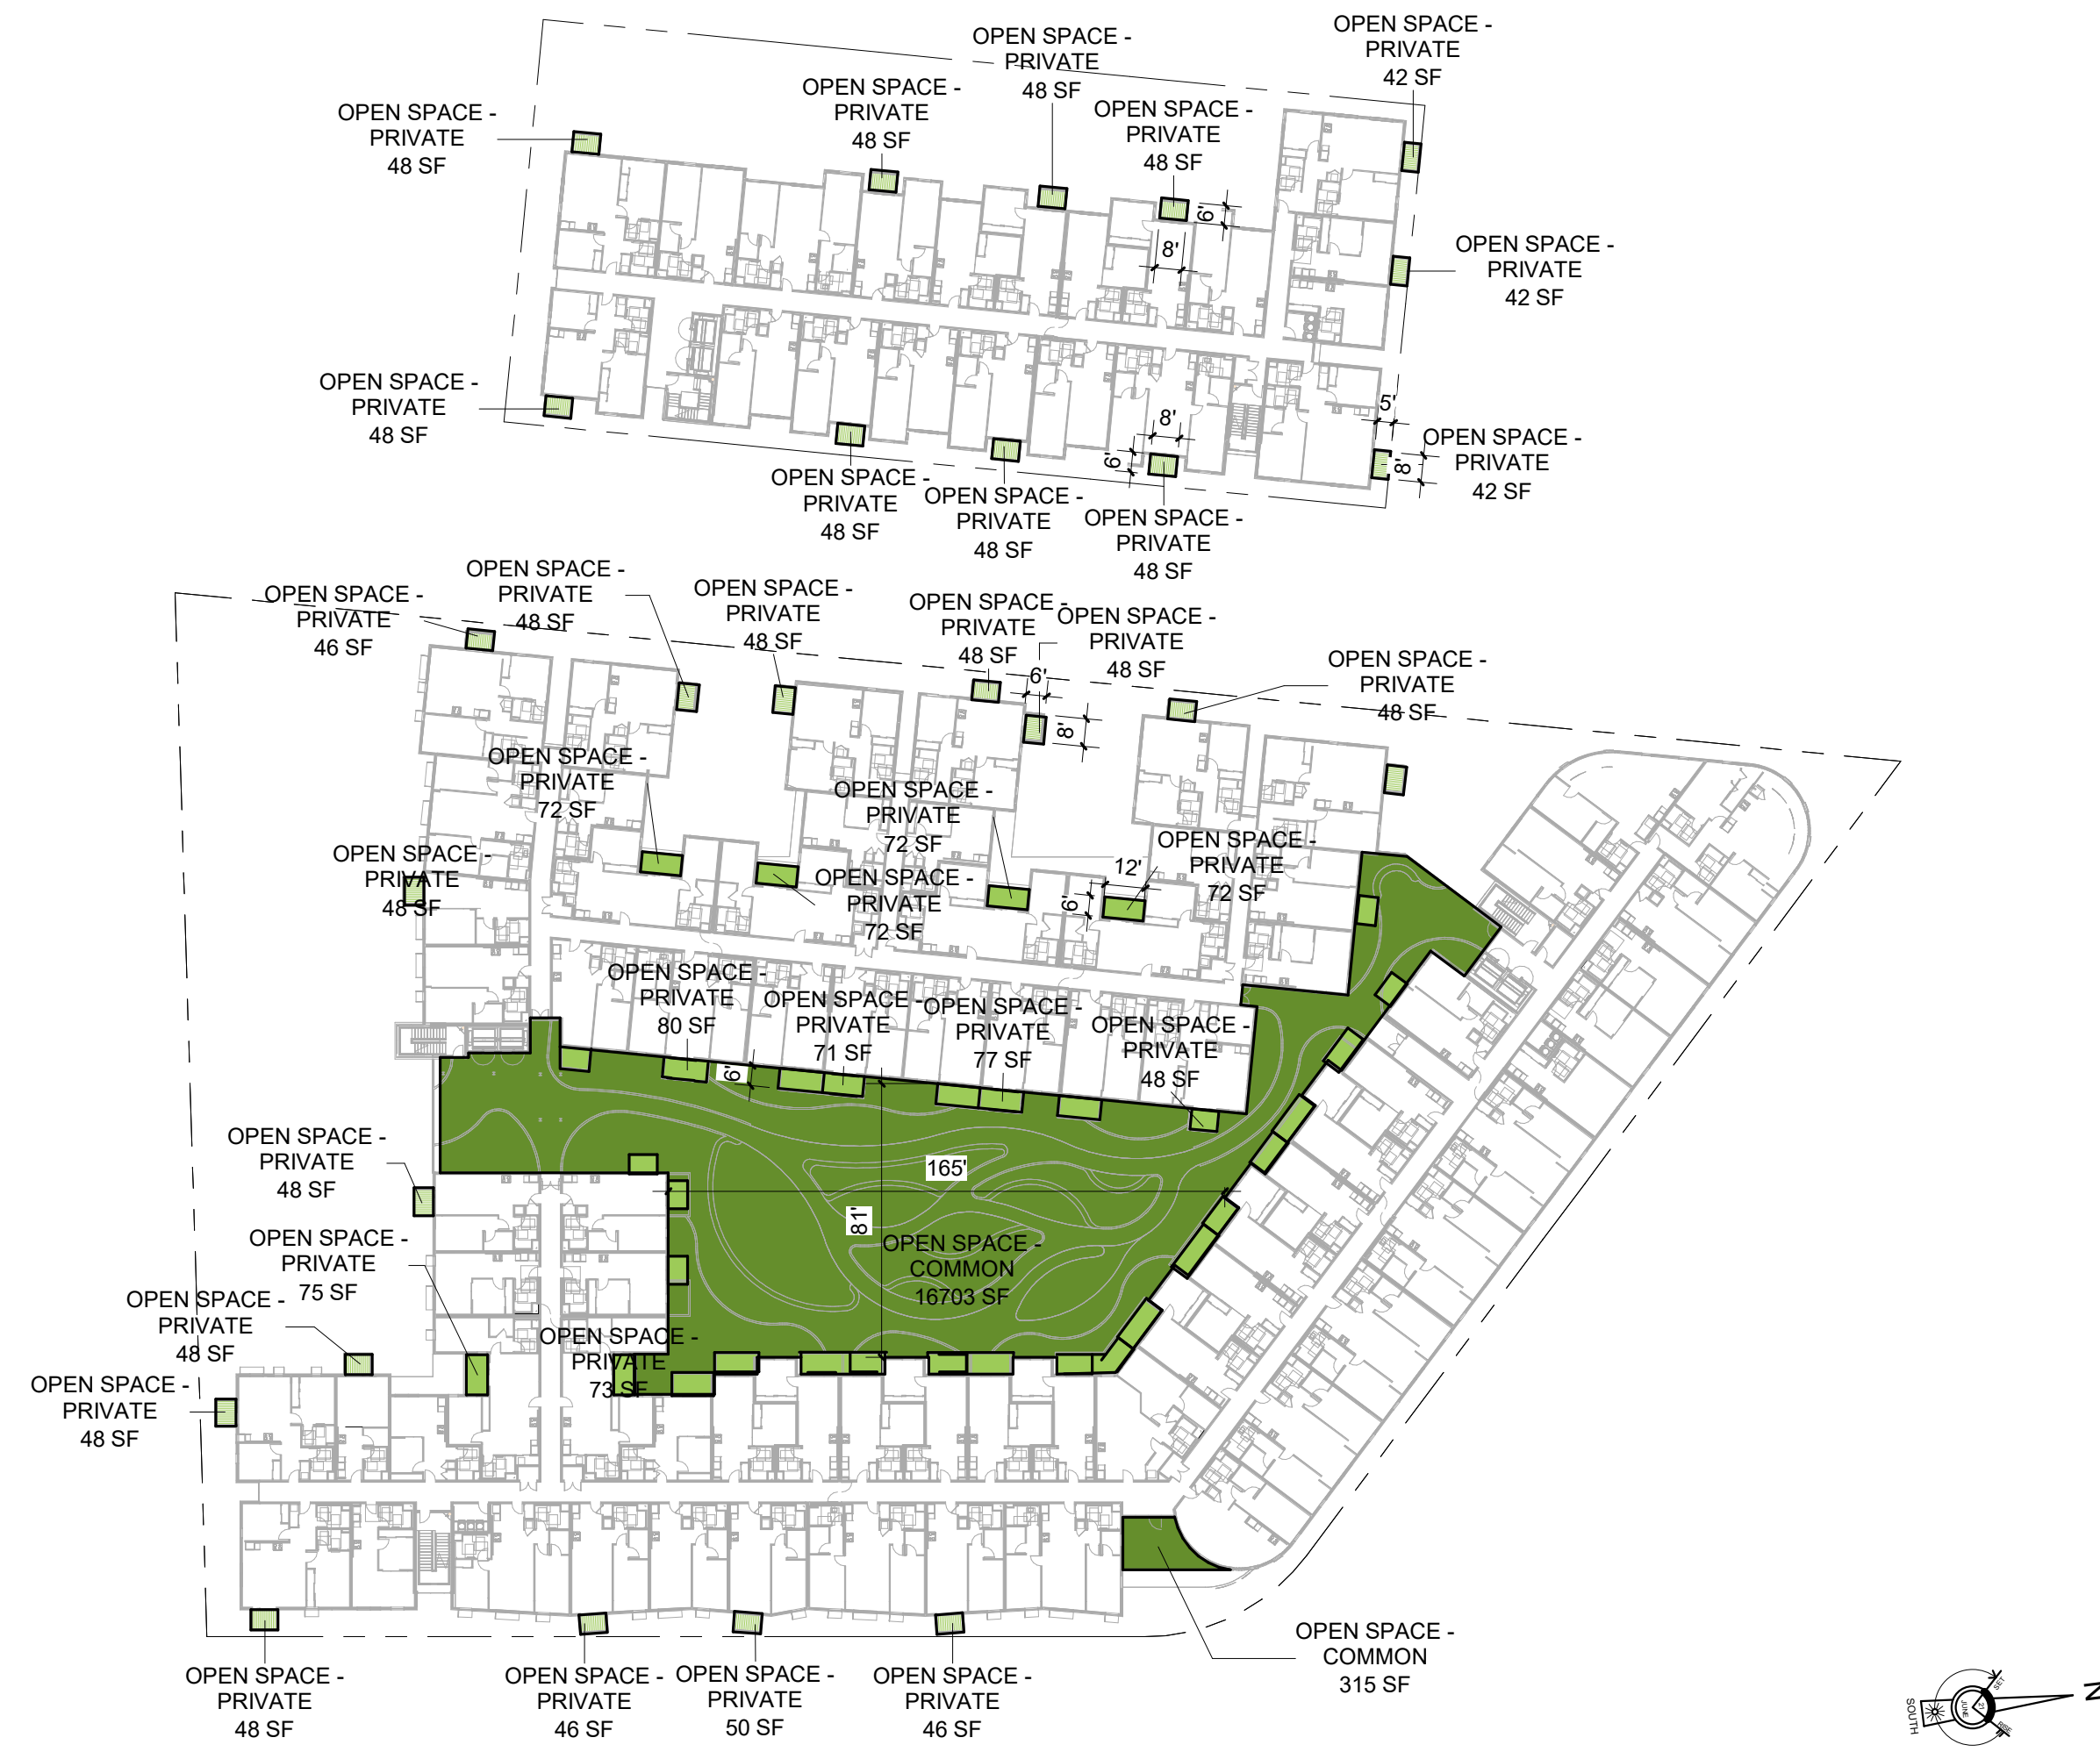 OPEN SPACE -
PRIVATE
42 SF
OPEN SPACE -
PRIVATE
48 SF
OPEN SPACE -
PRIVATE
48 SF
OPEN SPACE -
PRIVATE
48 SF
OPEN SPACE -
PRIVATE
48 SF
6'
8'
OPEN SPACE -
PRIVATE
42 SF
OPEN SPACE -
PRIVATE
48 SF
5'
8'
6'
8'
OPEN SPACE -
PRIVATE
42 SF
OPEN SPACE -
PRIVATE
48 SF
OPEN SPACE -
PRIVATE
48 SF
OPEN SPACE -
PRIVATE
48 SF
OPEN SPACE -
PRIVATE
48 SF
OPEN SPACE -
PRIVATE
46 SF
OPEN SPACE -
PRIVATE
48 SF
OPEN SPACE -
PRIVATE
48 SF
OPEN SPACE -
PRIVATE
48 SF
OPEN SPACE -
PRIVATE
48 SF
6'
8'
OPEN SPACE -
PRIVATE
72 SF
OPEN SPACE -
PRIVATE
72 SF
OPEN SPACE -
PRIVATE
72 SF
12'
6'
OPEN SPACE -
PRIVATE
48 SF
OPEN SPACE -
PRIVATE
72 SF
OPEN SPACE -
PRIVATE
80 SF
OPEN SPACE -
PRIVATE
71 SF
OPEN SPACE -
PRIVATE
77 SF
OPEN SPACE -
PRIVATE
48 SF
6'
OPEN SPACE -
PRIVATE
48 SF
165'
81'
OPEN SPACE -
COMMON
16703 SF
OPEN SPACE -
PRIVATE
75 SF
OPEN SPACE -
PRIVATE
48 SF
OPEN SPACE -
PRIVATE
73 SF
OPEN SPACE -
PRIVATE
48 SF
OPEN SPACE -
COMMON
315 SF
OPEN SPACE -
PRIVATE
48 SF
OPEN SPACE -
PRIVATE
46 SF
OPEN SPACE -
PRIVATE
50 SF
OPEN SPACE -
PRIVATE
46 SF
OPEN SPACE -
PRIVATE
48 SF
SOUTH
JUNE
21
SET
RISE
N